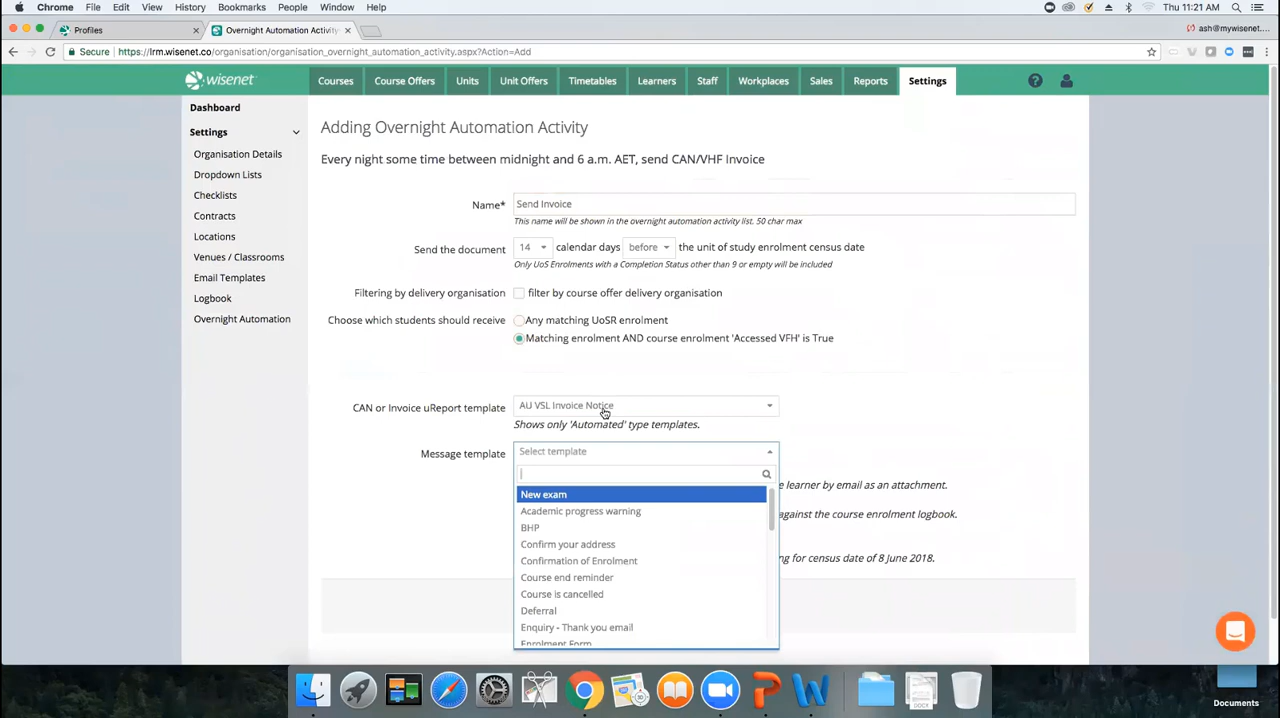 Chrome File Edit View History Bookmarks People Window Help Thu 11:21 AM
Profiles Overnight Automation Activity ash@mywisenet....
Secure https://lrm.wisenet.co/organisation/organisation_overnight_automation_activity.aspx?Action=Add
wisenet Courses Course Offers Units Unit Offers Timetables Learners Staff Workplaces Sales Reports Settings
Dashboard
Settings
Organisation Details
Dropdown Lists
Checklists
Contracts
Locations
Venues / Classrooms
Email Templates
Logbook
Overnight Automation
Adding Overnight Automation Activity
Every night some time between midnight and 6 a.m. AET, send CAN/VHF Invoice
Name* Send Invoice
This name will be shown in the overnight automation activity list. 50 char max
Send the document 14 calendar days before the unit of study enrolment census date
Only UoS Enrolments with a Completion Status other than 9 or empty will be included
Filtering by delivery organisation filter by course offer delivery organisation
Choose which students should receive Any matching UoSR enrolment
Matching enrolment AND course enrolment 'Accessed VFH' is True
CAN or Invoice uReport template AU VSL Invoice Notice
Shows only 'Automated' type templates.
Message template Select template
New exam
Academic progress warning
BHP
Confirm your address
Confirmation of Enrolment
Course end reminder
Course is cancelled
Deferral
Enquiry - Thank you email
Enrolment Form
e learner by email as an attachment.
against the course enrolment logbook.
ng for census date of 8 June 2018.
Documents